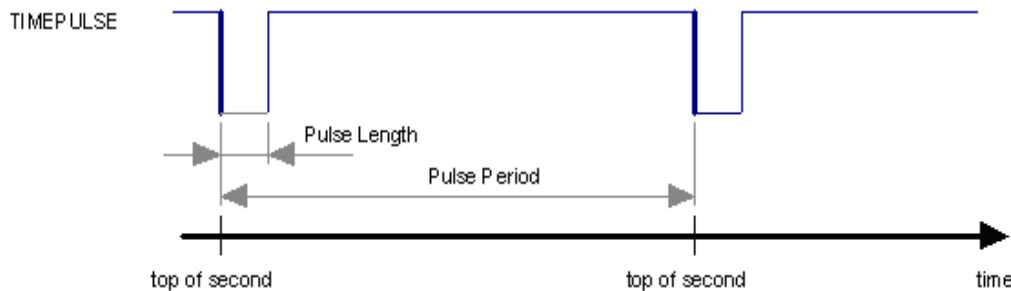 TIMEPULSE
Pulse Length
Pulse Period
top of second
top of second
time